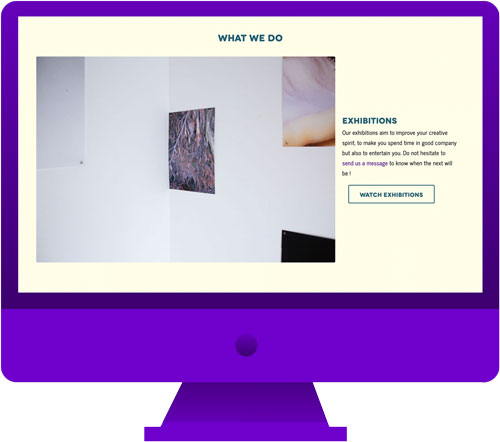 WHAT WE DO
EXHIBITIONS
Our exhibitions aim to improve your creative
spirit, to make you spend time in good company
but also to entertain you. Do not hesitate to
send us a message to know when the next will
be !
WATCH EXHIBITIONS